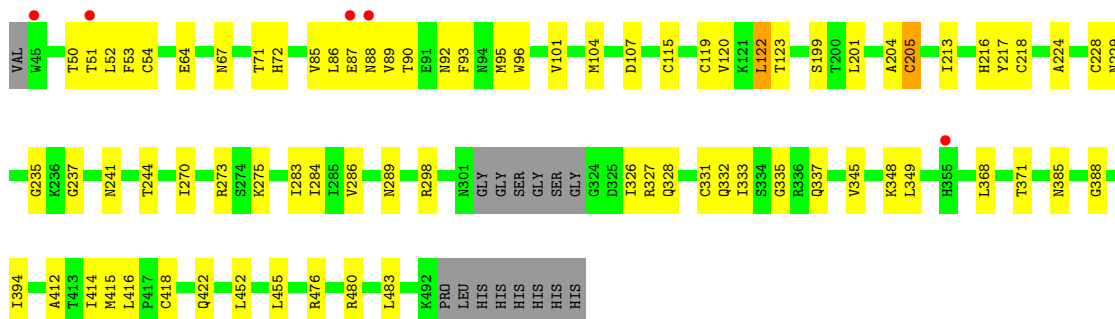 VAL W45 T50 T51 L52 F53 C54 E64 N67 T71 H72 V85 L86 E87 N88 V89 T90 E91 N92 F93 N94 M95 W96 V101 M104 D107 C115 C119 V120 K121 L122 T123 S199 T200 L201 A204 C205 I213 H216 Y217 C218 A224 C228 N229
G235 K236 G237 N241 T244 I270 R273 S274 K275 I283 I284 I285 V286 N289 R298 N301 GLY GLY SER GLY SER GLY G324 D325 I326 R327 Q328 C331 Q332 I333 S334 G335 R336 Q337 V345 K348 L349 H355 L368 T371 N385 G388
I394 A412 T413 I414 M415 L416 P417 C418 Q422 L452 L455 R476 R480 L483 K492 PRO LEU HIS HIS HIS HIS HIS HIS